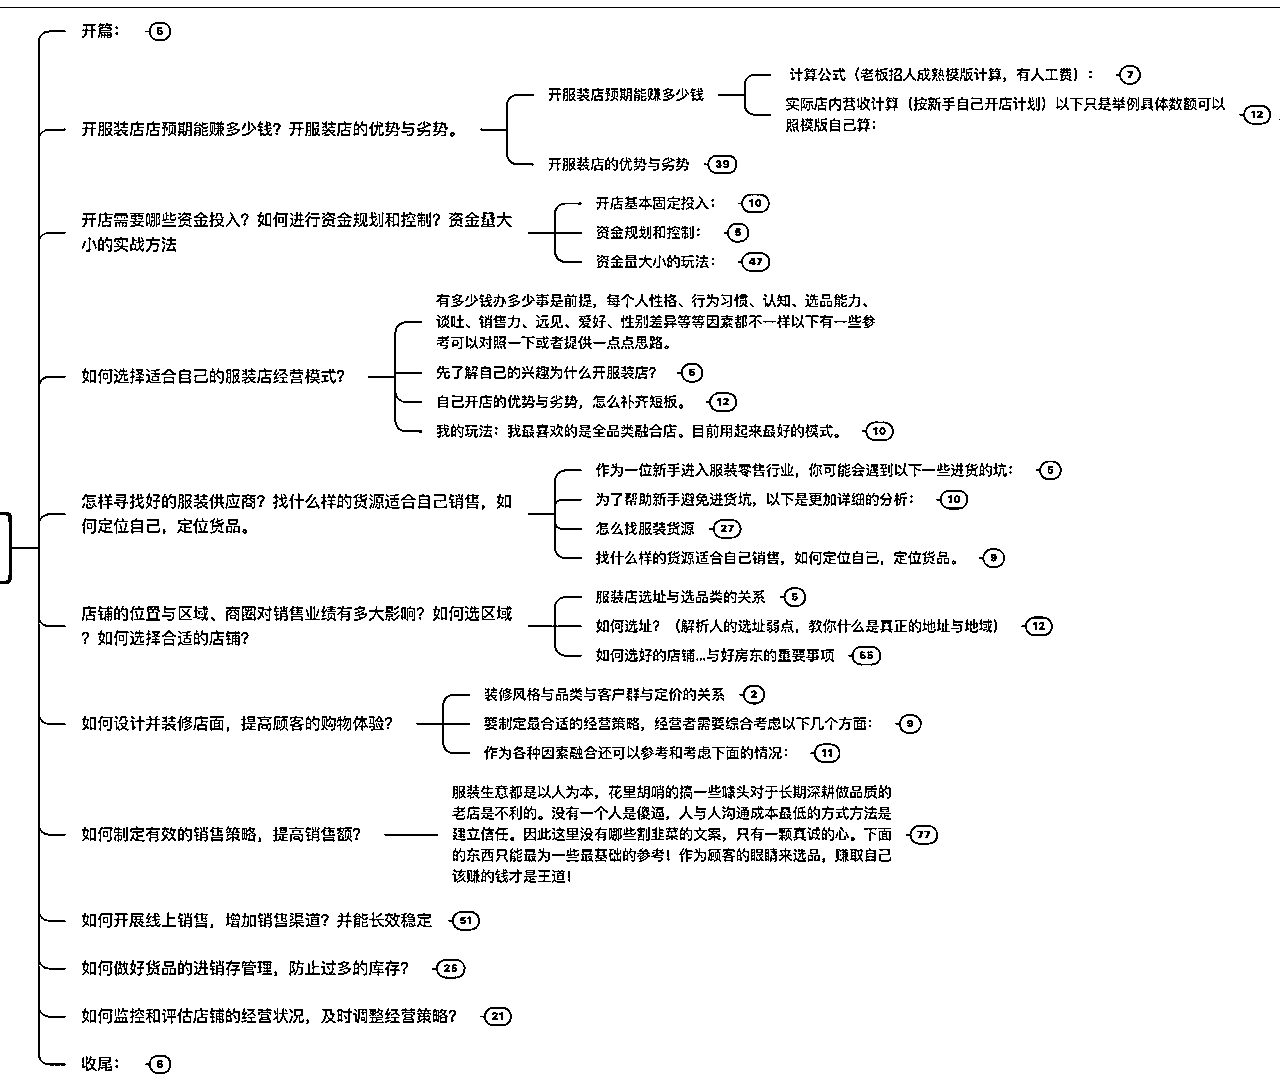 开篇： 5
开服装店店预期能赚多少钱？开服装店的优势与劣势。
开服装店预期能赚多少钱
计算公式（老板招人成熟模版计算，有人工费）： 7
实际店内营收计算（按新手自己开店计划）以下只是举例具体数额可以
照模版自己算： 12
开服装店的优势与劣势 39
开店需要哪些资金投入？如何进行资金规划和控制？资金量大
小的实战方法
开店基本固定投入： 10
资金规划和控制： 5
资金量大小的玩法： 47
如何选择适合自己的服装店经营模式？
有多少钱办多少事是前提，每个人性格、行为习惯、认知、选品能力、
谈吐、销售力、远见、爱好、性别差异等等因素都不一样以下有一些参
考可以对照一下或者提供一点点思路。
先了解自己的兴趣为什么开服装店？ 5
自己开店的优势与劣势，怎么补齐短板。 12
我的玩法：我最喜欢的是全品类融合店。目前用起来最好的模式。 10
怎样寻找好的服装供应商？找什么样的货源适合自己销售，如
何定位自己，定位货品。
作为一位新手进入服装零售行业，你可能会遇到以下一些进货的坑： 5
为了帮助新手避免进货坑，以下是更加详细的分析： 10
怎么找服装货源 27
找什么样的货源适合自己销售，如何定位自己，定位货品。 9
店铺的位置与区域、商圈对销售业绩有多大影响？如何选区域
？如何选择合适的店铺？
服装店选址与选品类的关系 5
如何选址？（解析人的选址弱点，教你什么是真正的地址与地域） 12
如何选好的店铺...与好房东的重要事项
如何设计并装修店面，提高顾客的购物体验？
装修风格与品类与客户群与定价的关系 2
要制定最合适的经营策略，经营者需要综合考虑以下几个方面： 9
作为各种因素融合还可以参考和考虑下面的情况： 11
如何制定有效的销售策略，提高销售额？
服装生意都是以人为本，花里胡哨的搞一些噱头对于长期深耕做品质的
老店是不利的。没有一个人是傻逼，人与人沟通成本最低的方式方法是
建立信任。因此这里没有哪些割韭菜的文案，只有一颗真诚的心。下面
的东西只能最为一些最基础的参考！作为顾客的眼睛来选品，赚取自己
该赚的钱才是王道！ 77
如何开展线上销售，增加销售渠道？并能长效稳定 51
如何做好货品的进销存管理，防止过多的库存？ 25
如何监控和评估店铺的经营状况，及时调整经营策略？ 21
收尾： 6